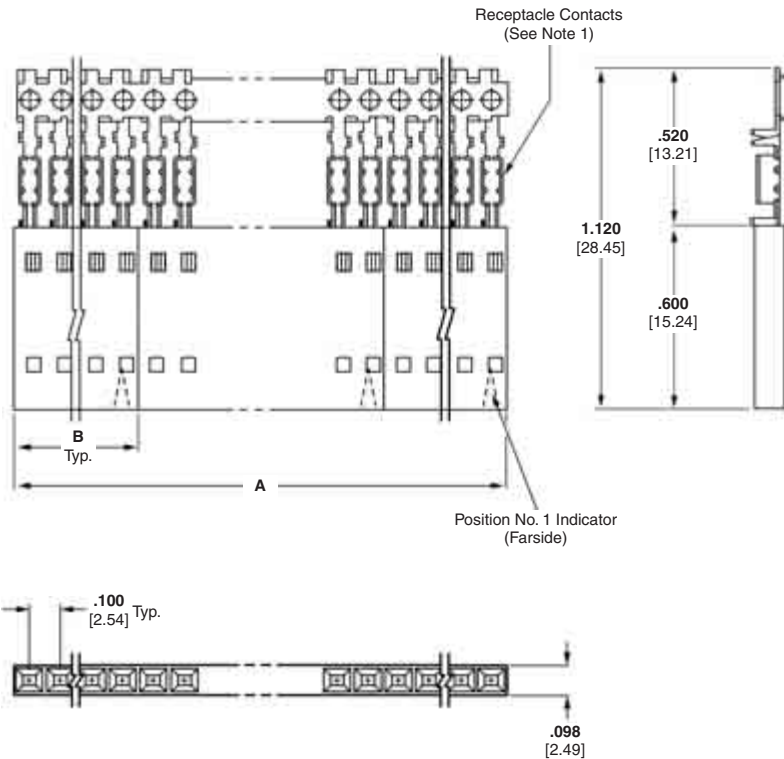 Receptacle Contacts
(See Note 1)
.520
[13.21]
1.120
[28.45]
.600
[15.24]
B
Typ.
A
Position No. 1 Indicator
(Farside)
.100
[2.54] Typ.
.098
[2.49]